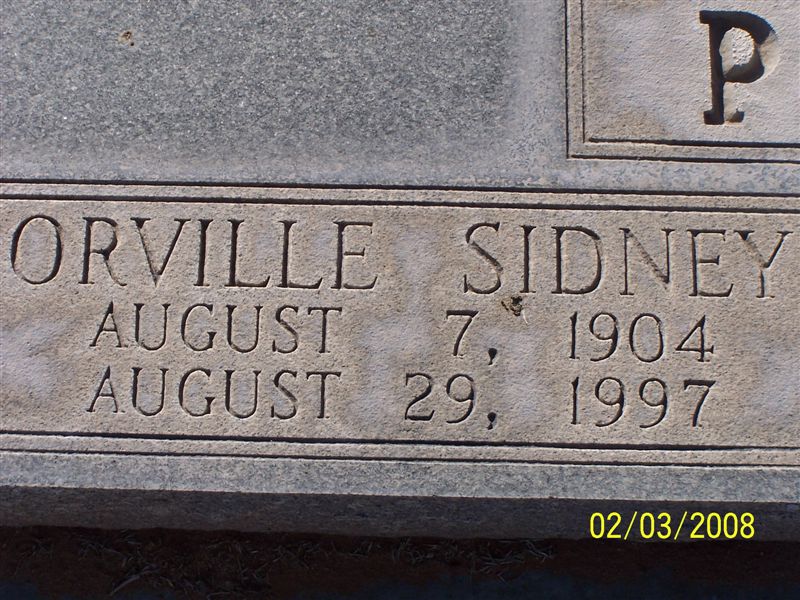 P
ORVILLE SIDNEY
AUGUST 7, 1904
AUGUST 29, 1997
02/03/2008